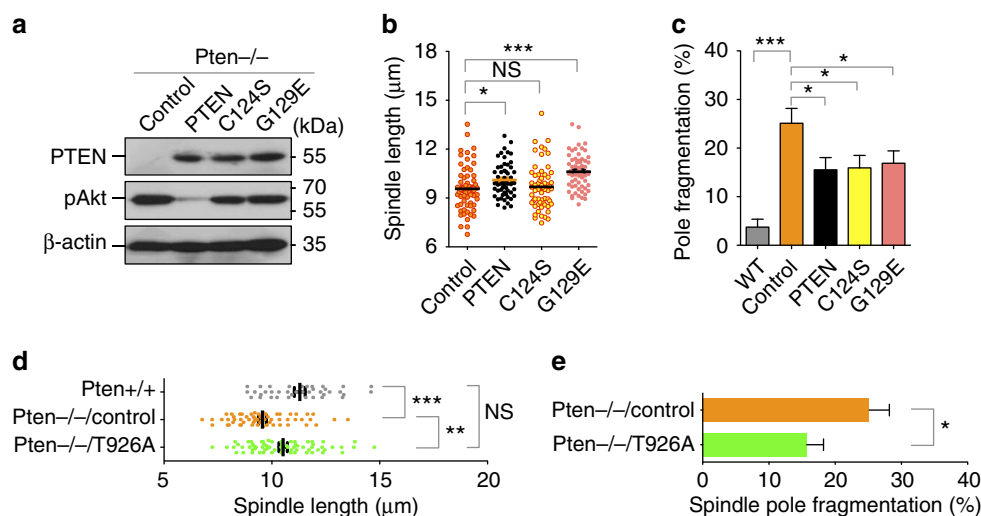 a
Pten–/–
Control
PTEN
C124S
G129E
(kDa)
PTEN
55
pAkt
70
55
β-actin
35
b
Spindle length (μm)
18
15
12
9
6
***
NS
*
Control
PTEN
C124S
G129E
c
Pole fragmentation (%)
40
30
20
10
0
***
*
*
*
WT
Control
PTEN
C124S
G129E
d
Pten+/+
Pten–/–/control
Pten–/–/T926A
***
**
NS
5
10
15
20
Spindle length (μm)
e
Pten–/–/control
Pten–/–/T926A
*
0
10
20
30
40
Spindle pole fragmentation (%)